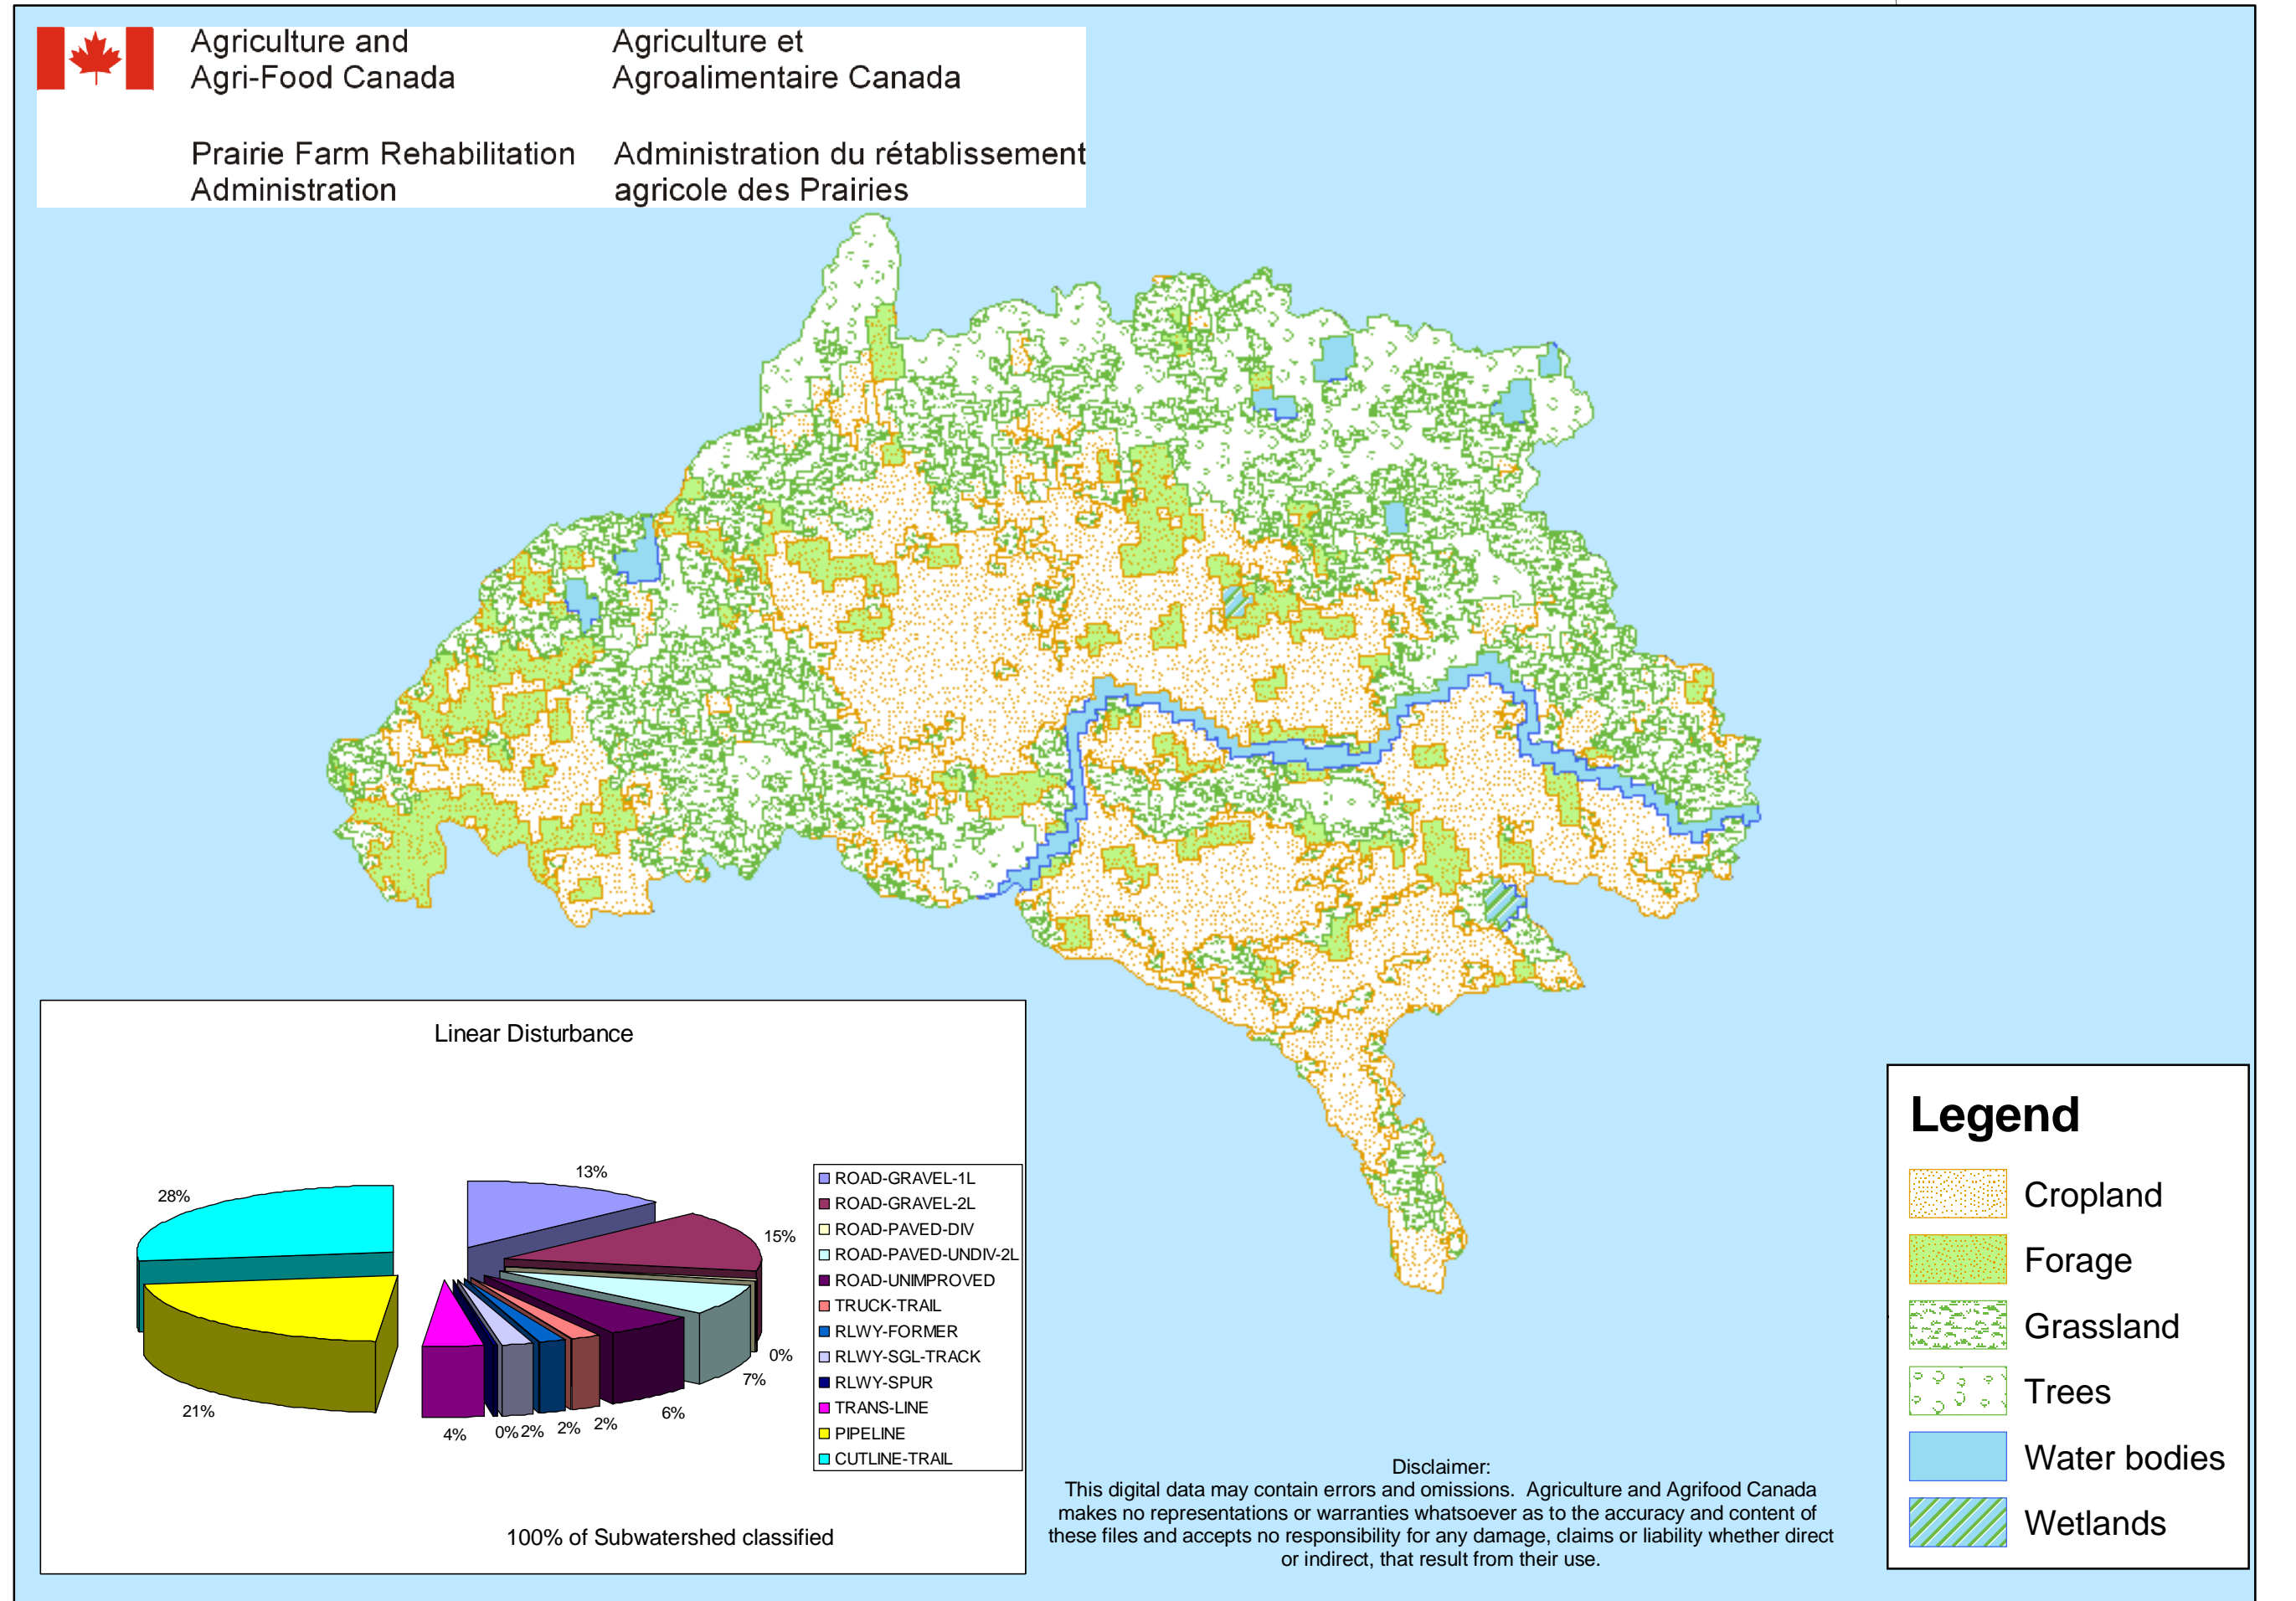 Agriculture and
Agri-Food Canada
Agriculture et
Agroalimentaire Canada
Prairie Farm Rehabilitation
Administration
Administration du rétablissement
agricole des Prairies
Linear Disturbance
13%
15%
0%
7%
6%
2%
2%
2%
0%
4%
21%
28%
ROAD-GRAVEL-1L
ROAD-GRAVEL-2L
ROAD-PAVED-DIV
ROAD-PAVED-UNDIV-2L
ROAD-UNIMPROVED
TRUCK-TRAIL
RLWY-FORMER
RLWY-SGL-TRACK
RLWY-SPUR
TRANS-LINE
PIPELINE
CUTLINE-TRAIL
100% of Subwatershed classified
Disclaimer:
This digital data may contain errors and omissions.  Agriculture and Agrifood Canada
makes no representations or warranties whatsoever as to the accuracy and content of
these files and accepts no responsibility for any damage, claims or liability whether direct
or indirect, that result from their use.
Legend
Cropland
Forage
Grassland
Trees
Water bodies
Wetlands